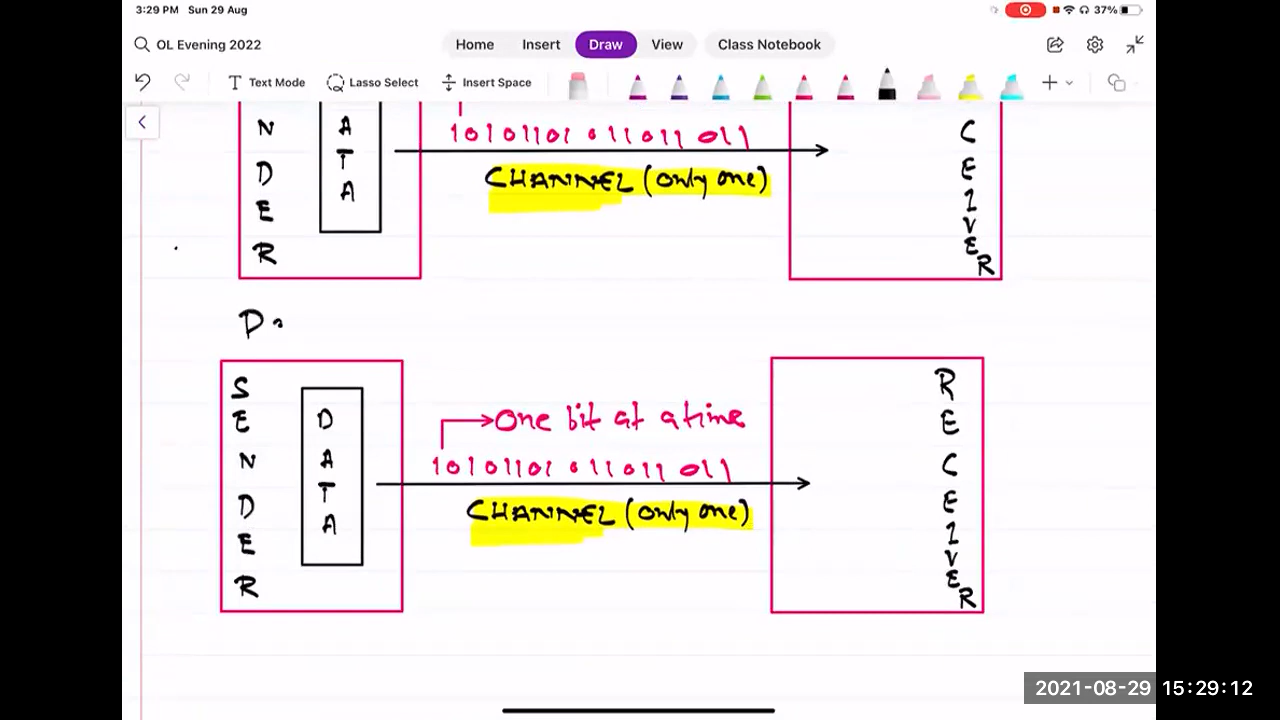 3:29 PM Sun 29 Aug 37%
OL Evening 2022 Home Insert Draw View Class Notebook
Text Mode Lasso Select Insert Space
N
D
E
R
A
T
A
10101101 011011 011
CHANNEL (only one)
C
E
I
V
E
R
D
S
E
N
D
E
R
D
A
T
A
One bit at a time
10101101 011011 011
CHANNEL (only one)
R
E
C
E
I
V
E
R
2021-08-29 15:29:12